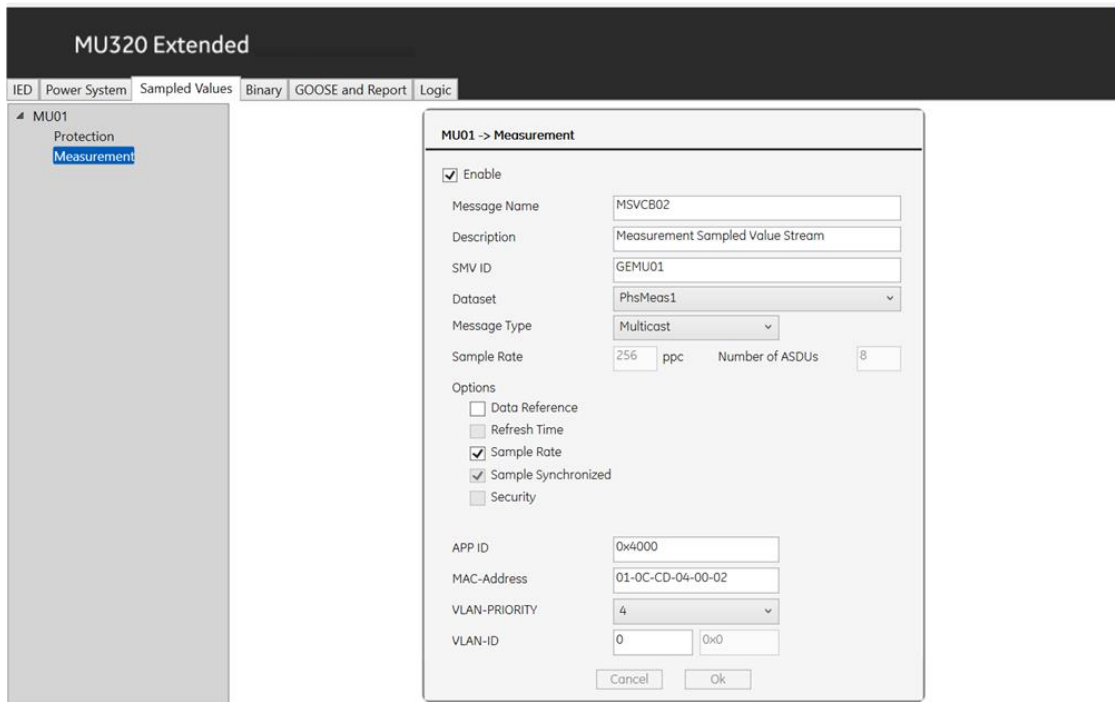 MU320 Extended
IED Power System Sampled Values Binary GOOSE and Report Logic
MU01
Protection
Measurement
MU01 -> Measurement
Enable
Message Name MSVCB02
Description Measurement Sampled Value Stream
SMV ID GEMU01
Dataset PhsMeas1
Message Type Multicast
Sample Rate 256 ppc Number of ASDUs 8
Options
Data Reference
Refresh Time
Sample Rate
Sample Synchronized
Security
APP ID 0x4000
MAC-Address 01-0C-CD-04-00-02
VLAN-PRIORITY 4
VLAN-ID 0 0x0
Cancel Ok